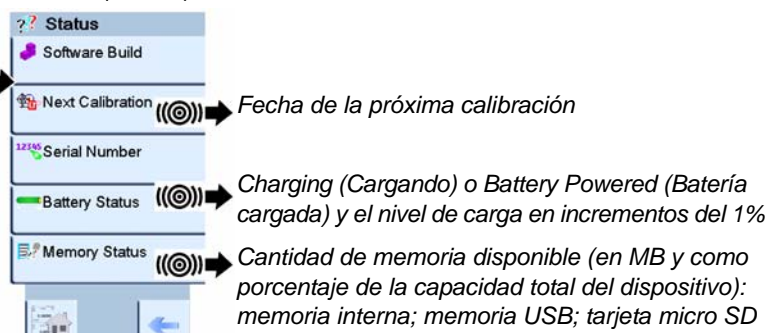 ?? Status
Software Build
Next Calibration
Fecha de la próxima calibración
12345
Serial Number
Battery Status
Charging (Cargando) o Battery Powered (Batería
cargada) y el nivel de carga en incrementos del 1%
Memory Status
Cantidad de memoria disponible (en MB y como
porcentaje de la capacidad total del dispositivo):
memoria interna; memoria USB; tarjeta micro SD